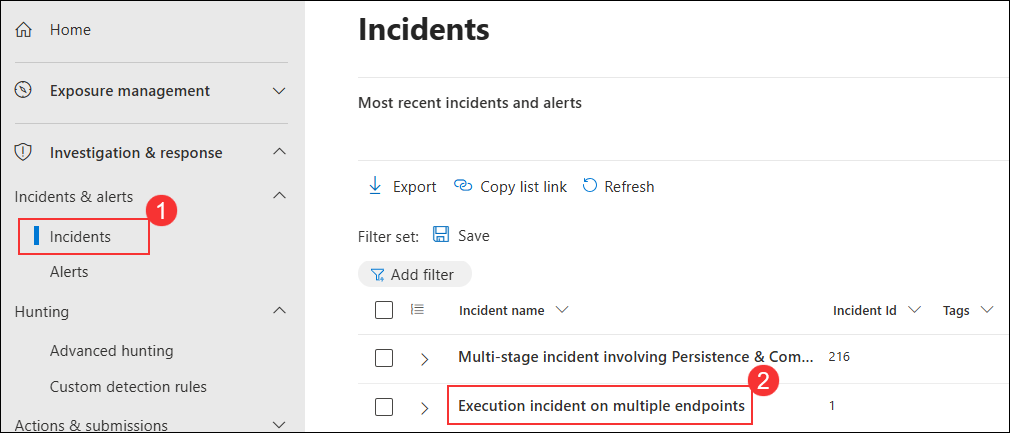 Home
Exposure management
Investigation & response
Incidents & alerts
1
Incidents
Alerts
Hunting
Advanced hunting
Custom detection rules
Actions & submissions
Incidents
Most recent incidents and alerts
Export Copy list link Refresh
Filter set: Save
Add filter
Incident name Incident Id Tags
Multi-stage incident involving Persistence & Com... 216
2
Execution incident on multiple endpoints 1